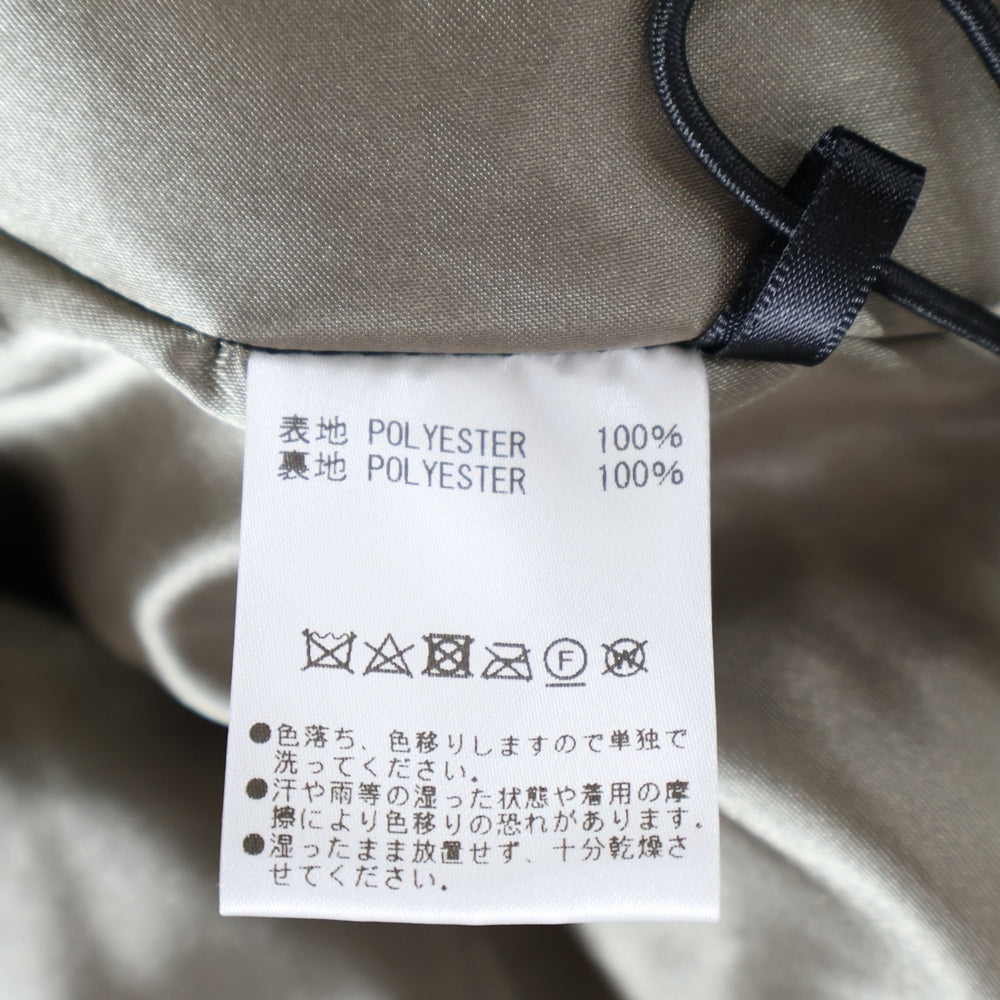 表地 POLYESTER 100%
裏地 POLYESTER 100%
F W
●色落ち、色移りしますので単独で
洗ってください.
●汗や雨等の湿った状態や着用の摩
擦により色移りの恐れがあります.
●湿ったまま放置せず、十分乾燥さ
せてください.